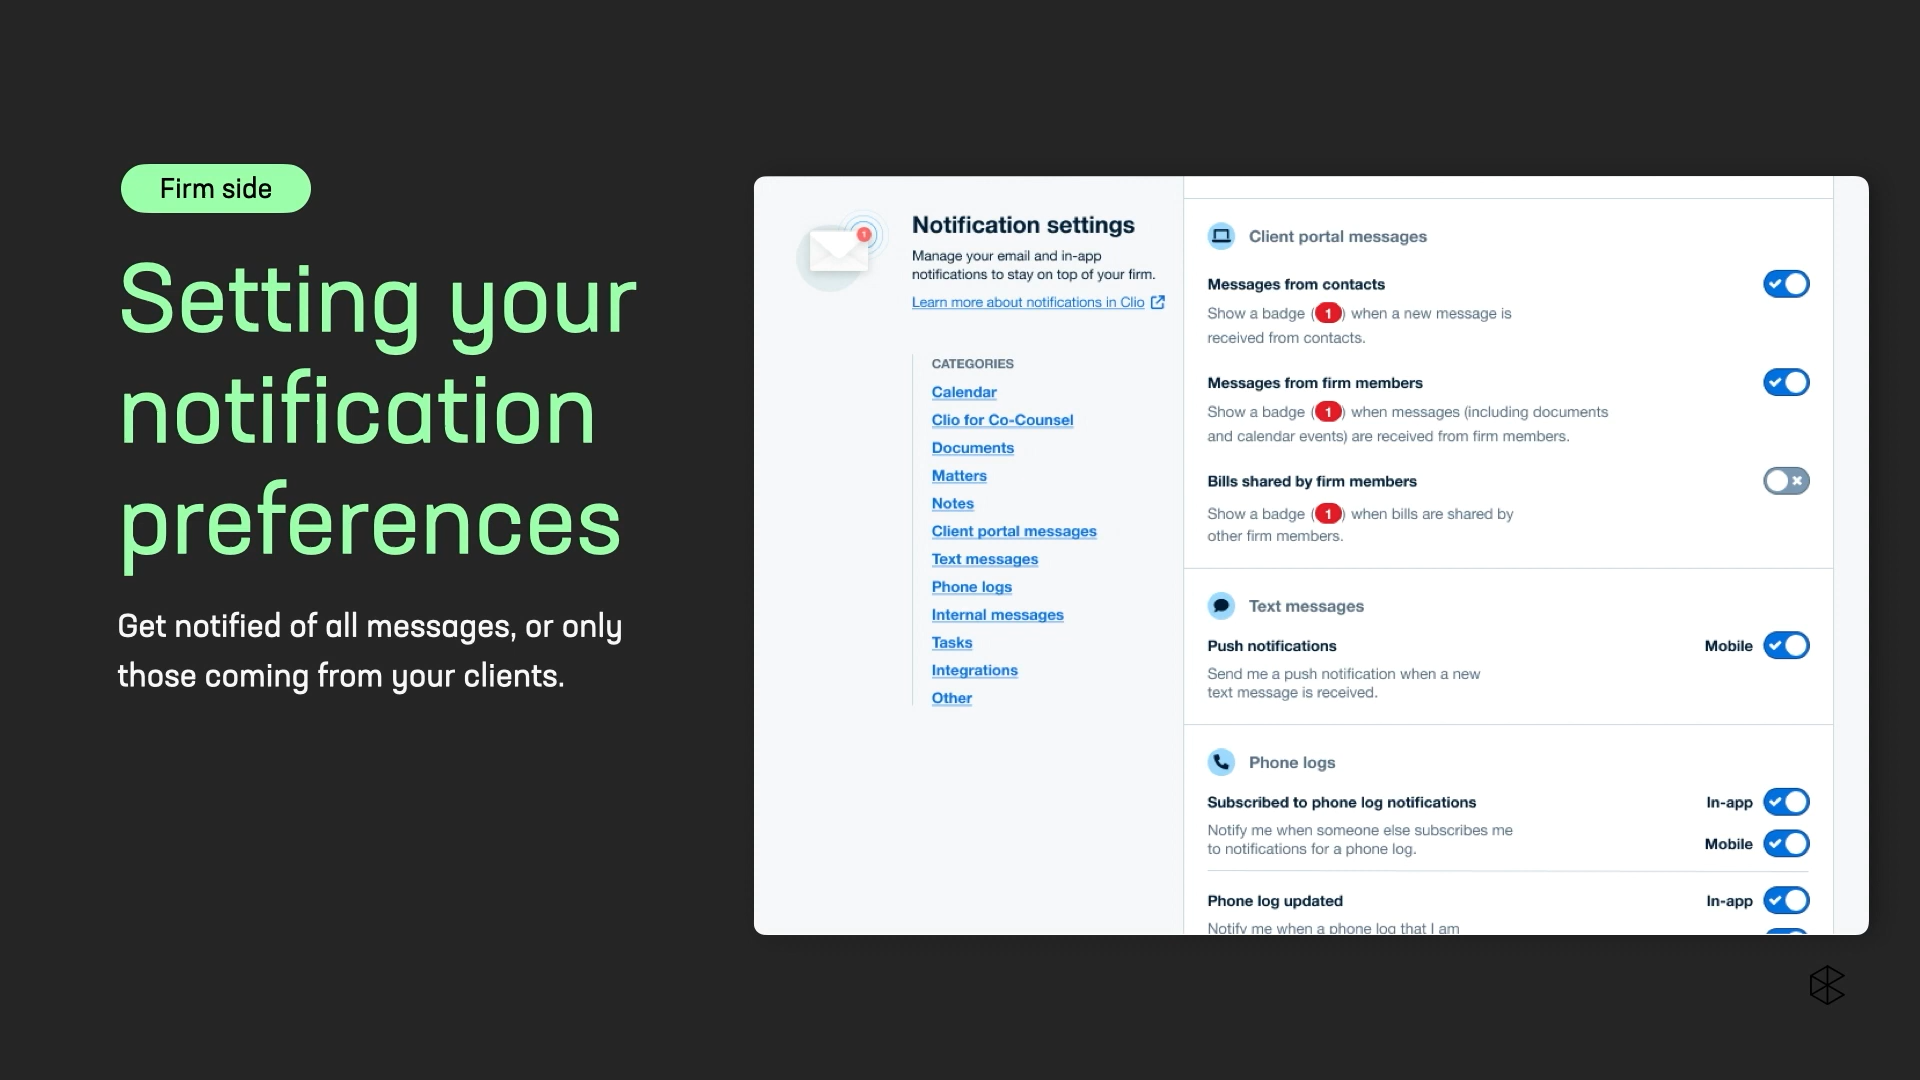 Firm side
Setting your
notification
preferences
Get notified of all messages, or only
those coming from your clients.
1
Notification settings
Manage your email and in-app
notifications to stay on top of your firm.
Learn more about notifications in Clio
CATEGORIES
Calendar
Clio for Co-Counsel
Documents
Matters
Notes
Client portal messages
Text messages
Phone logs
Internal messages
Tasks
Integrations
Other
Client portal messages
Messages from contacts
Show a badge (1) when a new message is
received from contacts.
Messages from firm members
Show a badge (1) when messages (including documents
and calendar events) are received from firm members.
Bills shared by firm members
Show a badge (1) when bills are shared by
other firm members.
Text messages
Push notifications Mobile
Send me a push notification when a new
text message is received.
Phone logs
Subscribed to phone log notifications In-app
Notify me when someone else subscribes me
to notifications for a phone log.
Mobile
Phone log updated In-app
Notify me when a phone log that I am